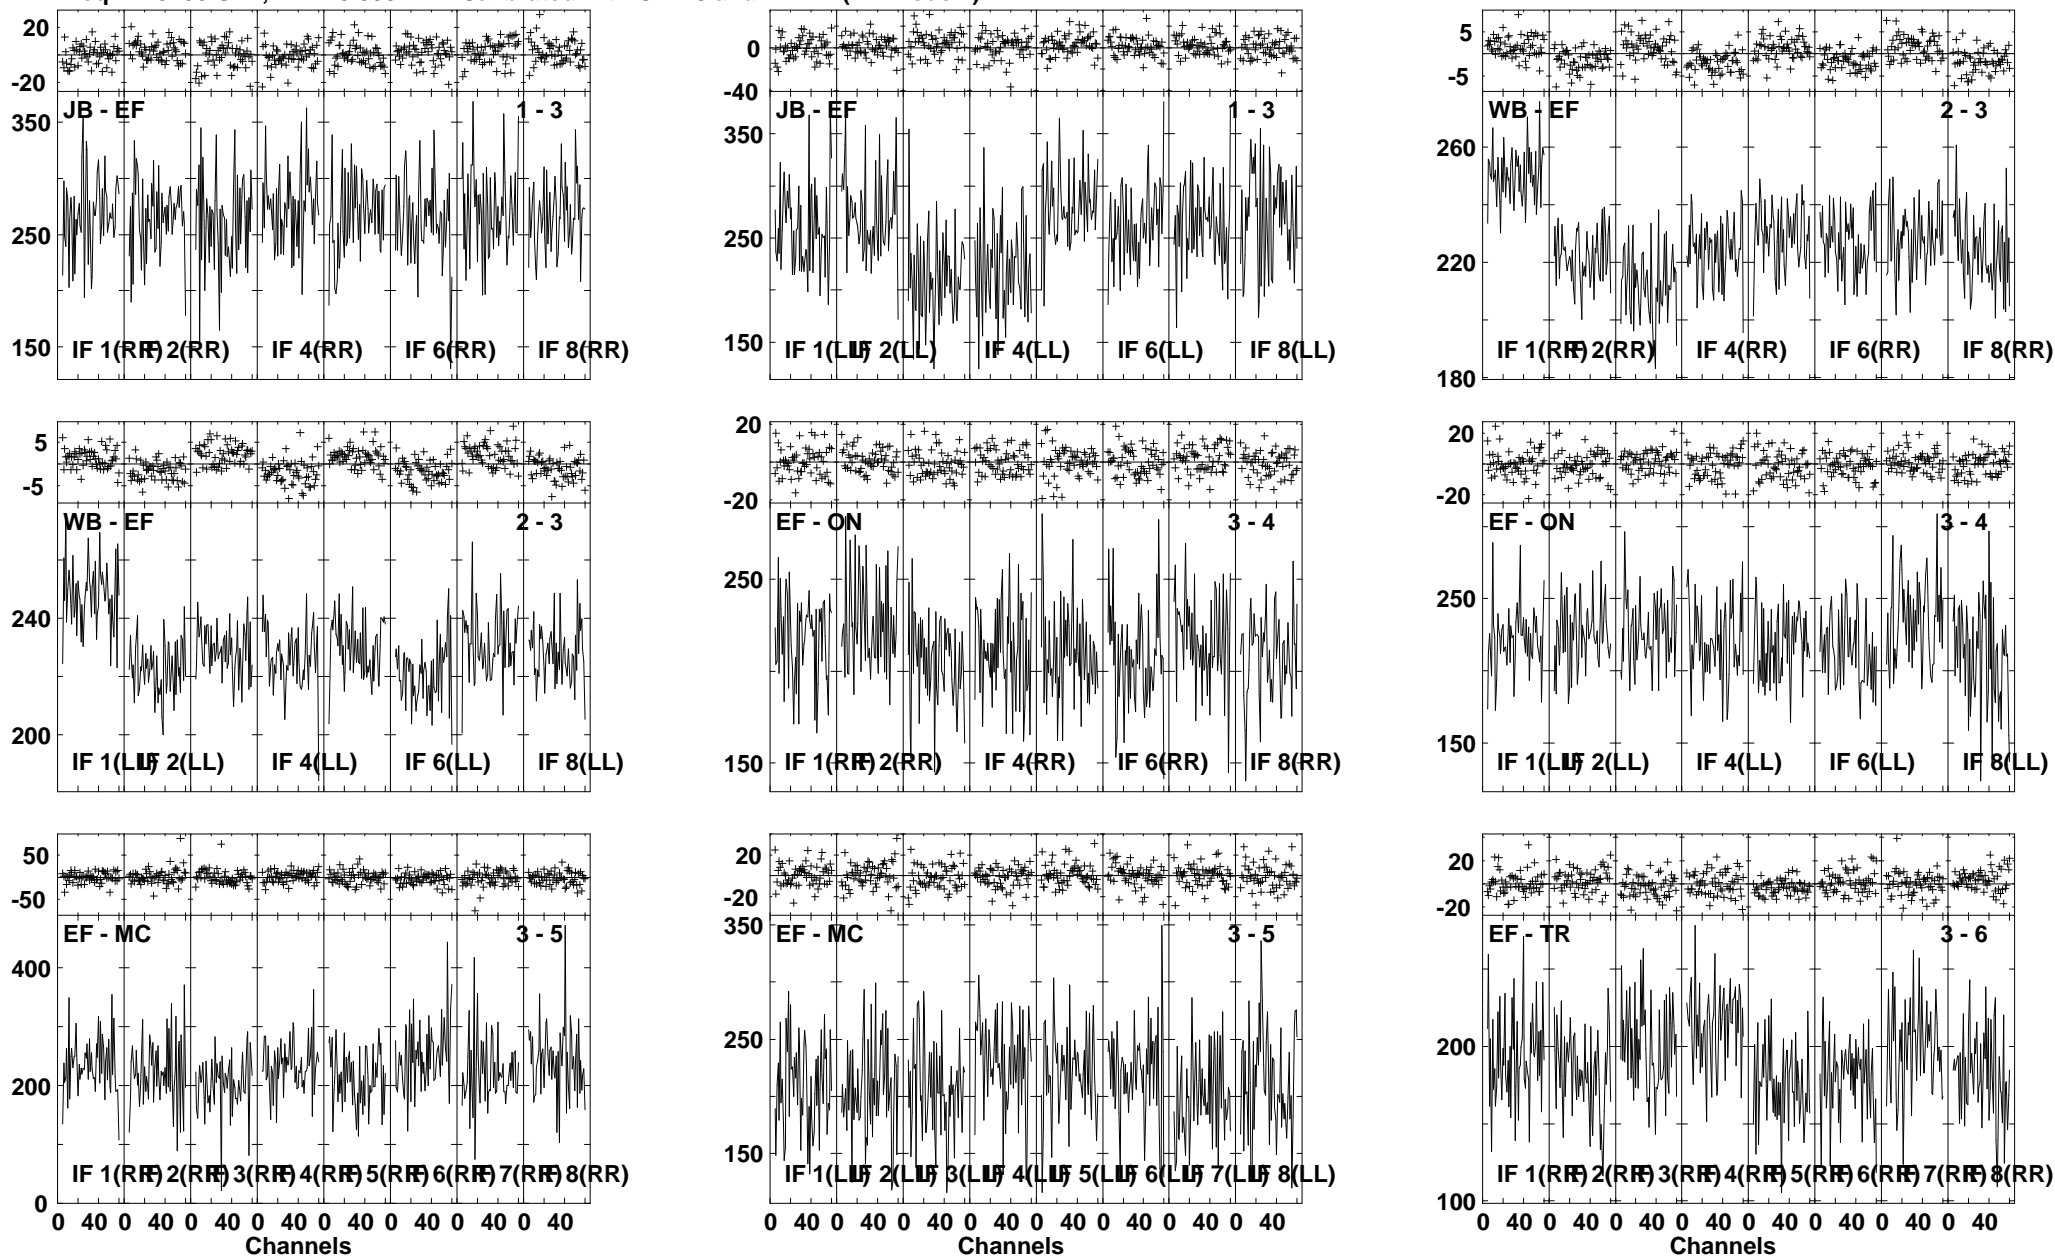 20
-20
JB - EF 1 - 3
350
250
150
IF 1(RR) IF 2(RR) IF 4(RR) IF 6(RR) IF 8(RR)
0
-40
JB - EF 1 - 3
350
250
150
IF 1(LL) IF 2(LL) IF 4(LL) IF 6(LL) IF 8(LL)
5
-5
WB - EF 2 - 3
260
220
180
IF 1(RR) IF 2(RR) IF 4(RR) IF 6(RR) IF 8(RR)
5
-5
WB - EF 2 - 3
240
200
IF 1(LL) IF 2(LL) IF 4(LL) IF 6(LL) IF 8(LL)
20
-20
EF - ON 3 - 4
250
150
IF 1(RR) IF 2(RR) IF 4(RR) IF 6(RR) IF 8(RR)
20
-20
EF - ON 3 - 4
250
150
IF 1(LL) IF 2(LL) IF 4(LL) IF 6(LL) IF 8(LL)
50
-50
EF - MC 3 - 5
400
200
0
IF 1(RR) IF 2(RR) IF 3(RR) IF 4(RR) IF 5(RR) IF 6(RR) IF 7(RR) IF 8(RR)
0 40 0 40 0 40 0 40 0 40 0 40 0 40 0 40
Channels
20
-20
EF - MC 3 - 5
350
250
150
IF 1(LL) IF 2(LL) IF 3(LL) IF 4(LL) IF 5(LL) IF 6(LL) IF 7(LL) IF 8(LL)
0 40 0 40 0 40 0 40 0 40 0 40 0 40 0 40
Channels
20
-20
EF - TR 3 - 6
200
100
IF 1(RR) IF 2(RR) IF 3(RR) IF 4(RR) IF 5(RR) IF 6(RR) IF 7(RR) IF 8(RR)
0 40 0 40 0 40 0 40 0 40 0 40 0 40 0 40
Channels